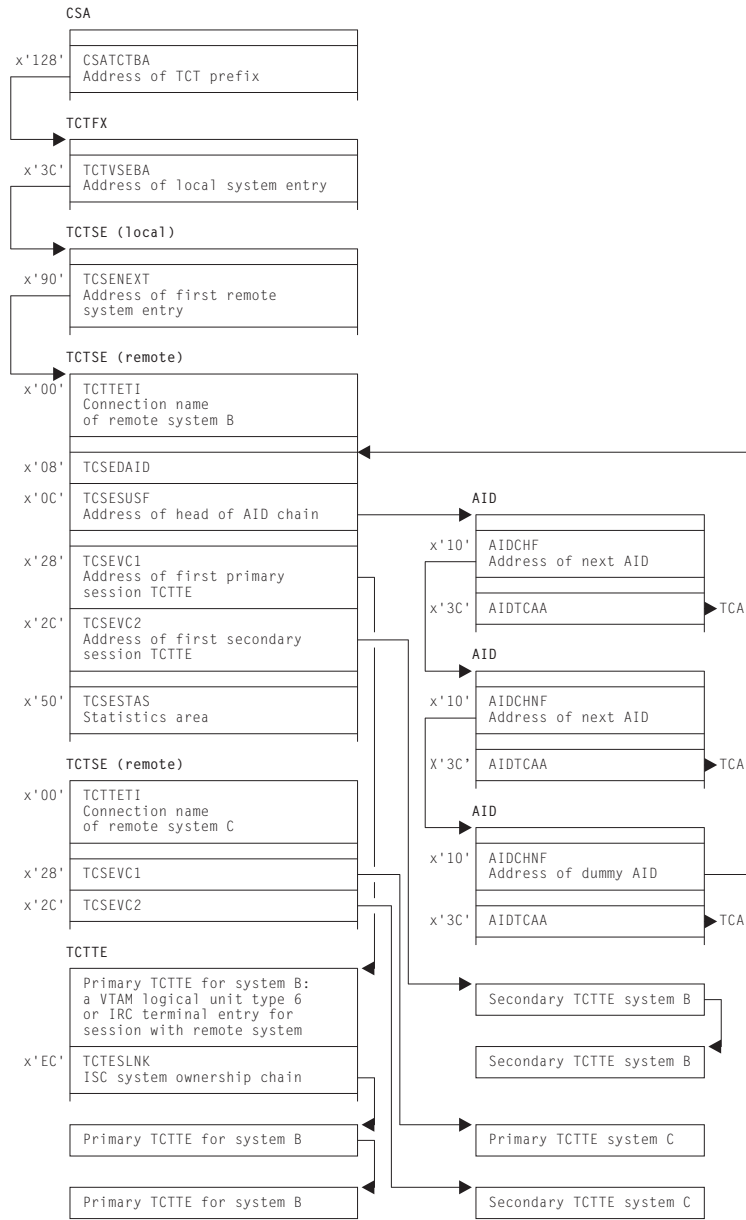 CSA
x'128'
CSATCTBA
Address of TCT prefix
TCTFX
x'3C'
TCTVSEBA
Address of local system entry
TCTSE (local)
x'90'
TCSENEXT
Address of first remote
system entry
TCTSE (remote)
x'00'
TCTTETI
Connection name
of remote system B
x'08'
TCSEDAID
x'0C'
TCSESUSF
Address of head of AID chain
x'28'
TCSEVC1
Address of first primary
session TCTTE
x'2C'
TCSEVC2
Address of first secondary
session TCTTE
x'50'
TCSESTAS
Statistics area
TCTSE (remote)
x'00'
TCTTETI
Connection name
of remote system C
x'28'
TCSEVC1
x'2C'
TCSEVC2
TCTTE
Primary TCTTE for system B:
a VTAM logical unit type 6
or IRC terminal entry for
session with remote system
x'EC'
TCTESLNK
ISC system ownership chain
Primary TCTTE for system B
Primary TCTTE for system B
AID
x'10'
AIDCHF
Address of next AID
x'3C'
AIDTCAA
TCA
AID
x'10'
AIDCHNF
Address of next AID
X'3C’
AIDTCAA
TCA
AID
x'10'
AIDCHNF
Address of dummy AID
x'3C'
AIDTCAA
TCA
Secondary TCTTE system B
Secondary TCTTE system B
Primary TCTTE system C
Secondary TCTTE system C